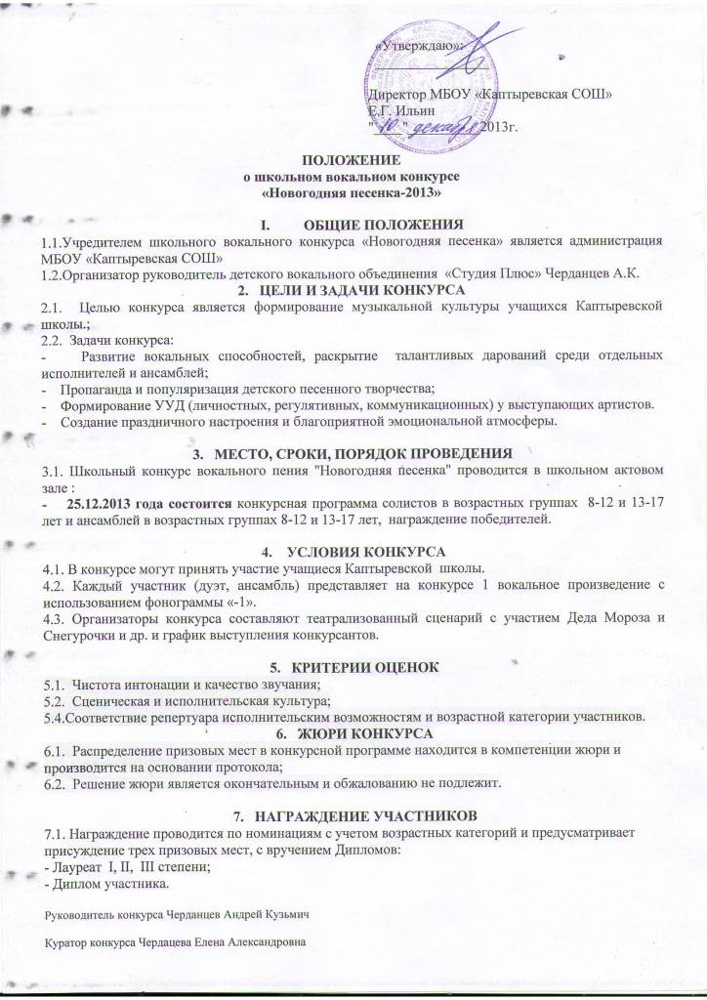 «Утверждаю»:
Директор МБОУ «Каптыревская СОШ»
Е.Г. Ильин
"10" декабря 2013г.
ПОЛОЖЕНИЕ
о школьном вокальном конкурсе
«Новогодняя песенка-2013»
I. ОБЩИЕ ПОЛОЖЕНИЯ
1.1.Учредителем школьного вокального конкурса «Новогодняя песенка» является администрация
МБОУ «Каптыревская СОШ»
1.2.Организатор руководитель детского вокального объединения «Студия Плюс» Черданцев А.К.
2. ЦЕЛИ И ЗАДАЧИ КОНКУРСА
2.1. Целью конкурса является формирование музыкальной культуры учащихся Каптыревской
школы.;
2.2. Задачи конкурса:
- Развитие вокальных способностей, раскрытие талантливых дарований среди отдельных
исполнителей и ансамблей;
- Пропаганда и популяризация детского песенного творчества;
- Формирование УУД (личностных, регулятивных, коммуникационных) у выступающих артистов.
- Создание праздничного настроения и благоприятной эмоциональной атмосферы.
3. МЕСТО, СРОКИ, ПОРЯДОК ПРОВЕДЕНИЯ
3.1. Школьный конкурс вокального пения "Новогодняя песенка" проводится в школьном актовом
зале :
- 25.12.2013 года состоится конкурсная программа солистов в возрастных группах 8-12 и 13-17
лет и ансамблей в возрастных группах 8-12 и 13-17 лет, награждение победителей.
4. УСЛОВИЯ КОНКУРСА
4.1. В конкурсе могут принять участие учащиеся Каптыревской школы.
4.2. Каждый участник (дуэт, ансамбль) представляет на конкурсе 1 вокальное произведение с
использованием фонограммы «-1».
4.3. Организаторы конкурса составляют театрализованный сценарий с участием Деда Мороза и
Снегурочки и др. и график выступления конкурсантов.
5. КРИТЕРИИ ОЦЕНОК
5.1. Чистота интонации и качество звучания;
5.2. Сценическая и исполнительская культура;
5.4.Соответствие репертуара исполнительским возможностям и возрастной категории участников.
6. ЖЮРИ КОНКУРСА
6.1. Распределение призовых мест в конкурсной программе находится в компетенции жюри и
производится на основании протокола;
6.2. Решение жюри является окончательным и обжалованию не подлежит.
7. НАГРАЖДЕНИЕ УЧАСТНИКОВ
7.1. Награждение проводится по номинациям с учетом возрастных категорий и предусматривает
присуждение трех призовых мест, с вручением Дипломов:
- Лауреат I, II, III степени;
- Диплом участника.
Руководитель конкурса Черданцев Андрей Кузьмич
Куратор конкурса Чердацева Елена Александровна